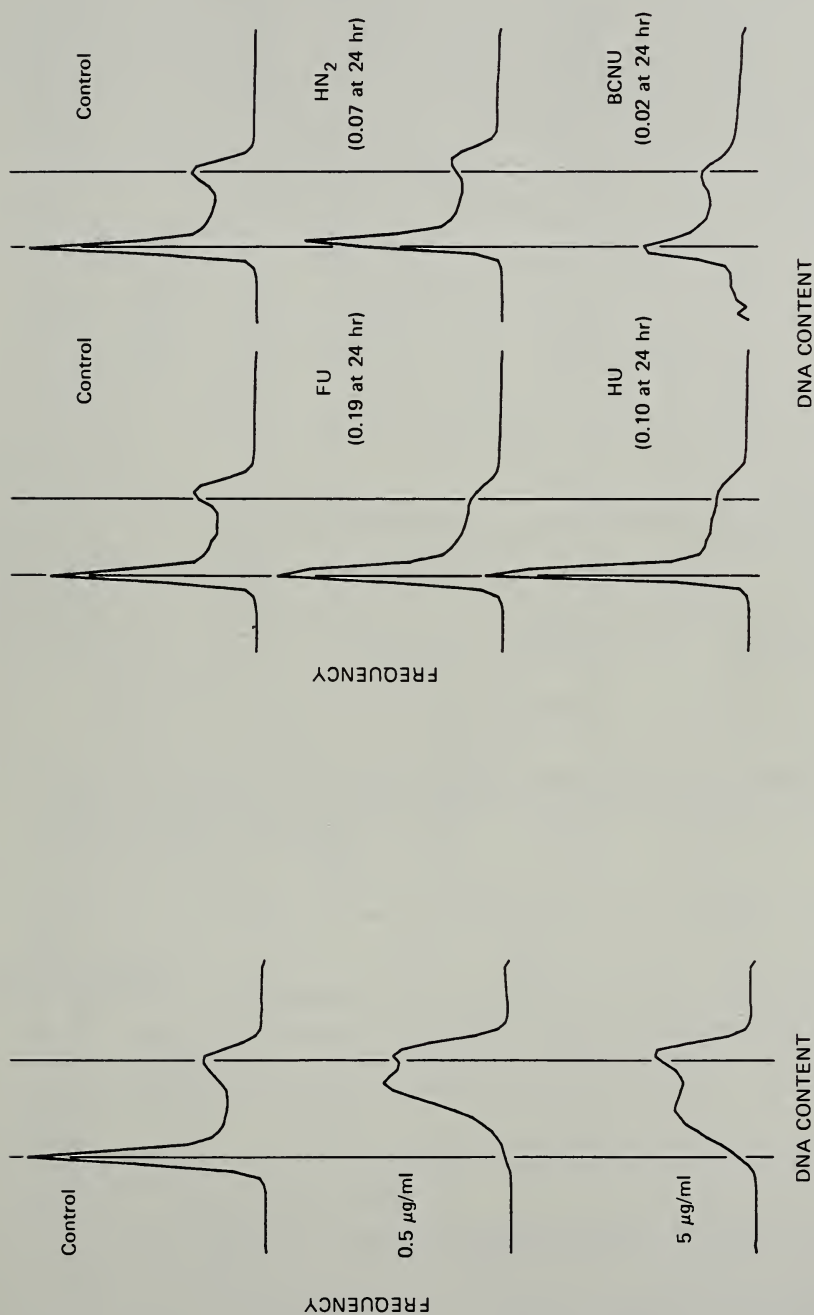 FREQUENCY
Control
0.5 µg/ml
5 µg/ml
DNA CONTENT
FREQUENCY
Control
FU
(0.19 at 24 hr)
HU
(0.10 at 24 hr)
Control
HN₂
(0.07 at 24 hr)
BCNU
(0.02 at 24 hr)
DNA CONTENT